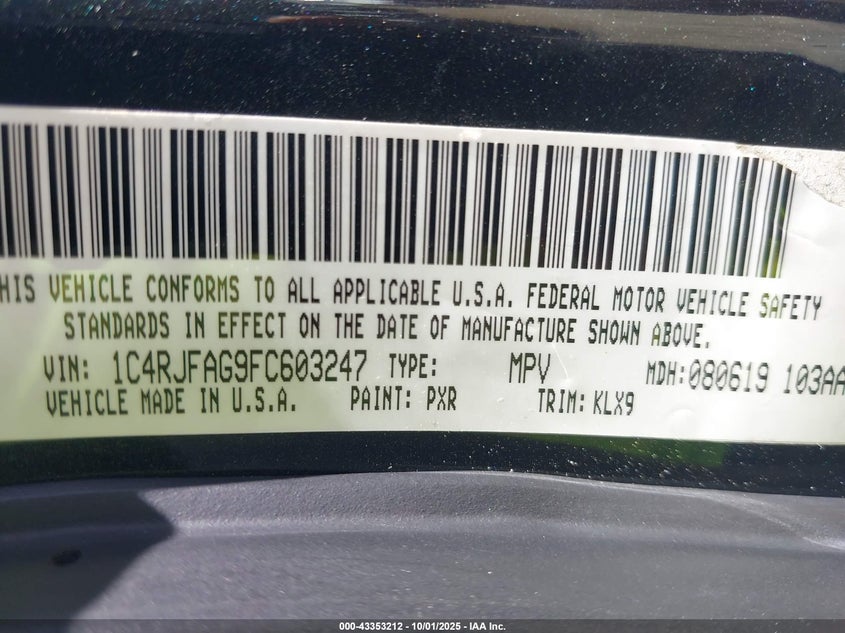 HIS VEHICLE CONFORMS TO ALL APPLICABLE U.S.A. FEDERAL MOTOR VEHICLE SAFETY
STANDARDS IN EFFECT ON THE DATE OF MANUFACTURE SHOWN ABOVE.
VIN: 1C4RJFAG9FC603247 TYPE: MPV MDH:080619 103AA
VEHICLE MADE IN U.S.A. PAINT: PXR TRIM: KLX9
000-43353212 - 10/01/2025 - IAA Inc.